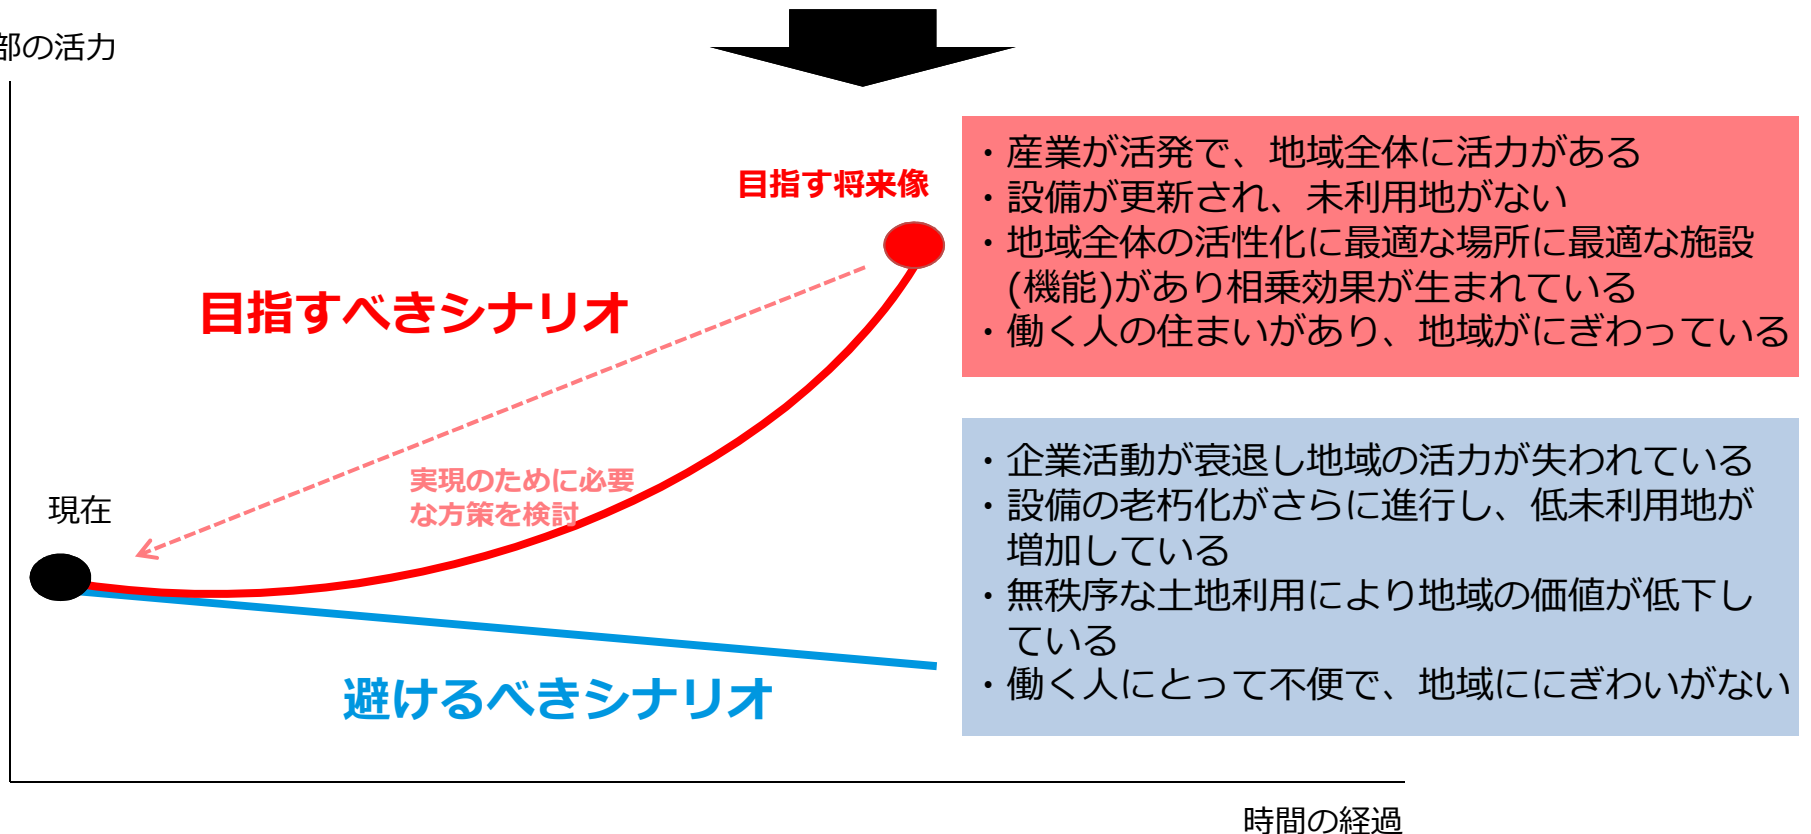 部の活力
目指す将来像
目指すべきシナリオ
実現のために必要
な方策を検討
現在
避けるべきシナリオ
時間の経過
・産業が活発で、地域全体に活力がある
・設備が更新され、未利用地がない
・地域全体の活性化に最適な場所に最適な施設
(機能)があり相乗効果が生まれている
・働く人の住まいがあり、地域がにぎわっている
・企業活動が衰退し地域の活力が失われている
・設備の老朽化がさらに進行し、低未利用地が
増加している
・無秩序な土地利用により地域の価値が低下し
ている
・働く人にとって不便で、地域ににぎわいがない